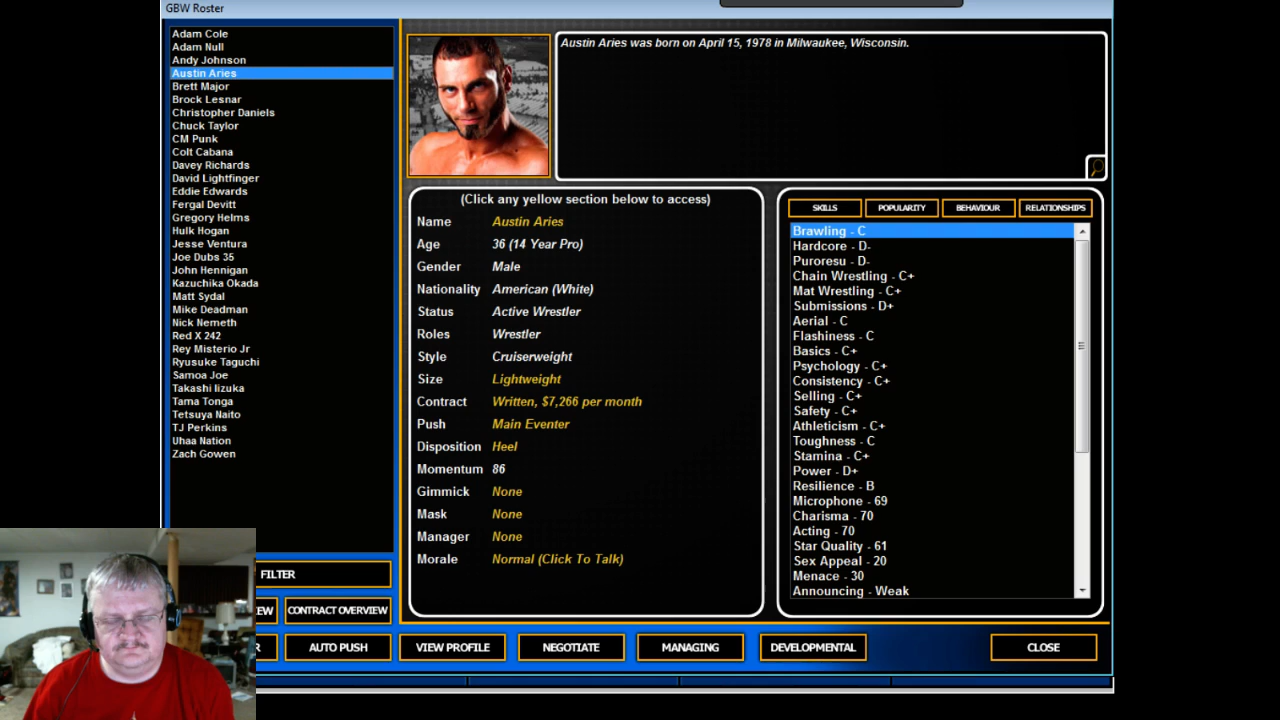 GBW Roster
Adam Cole
Adam Null
Andy Johnson
Austin Aries
Brett Major
Brock Lesnar
Christopher Daniels
Chuck Taylor
CM Punk
Colt Cabana
Davey Richards
David Lightfinger
Eddie Edwards
Fergal Devitt
Gregory Helms
Hulk Hogan
Jesse Ventura
Joe Dubs 35
John Hennigan
Kazuchika Okada
Matt Sydal
Mike Deadman
Nick Nemeth
Red X 242
Rey Misterio Jr
Ryusuke Taguchi
Samoa Joe
Takashi Iizuka
Tama Tonga
Tetsuya Naito
TJ Perkins
Uhaa Nation
Zach Gowen
FILTER
EW
CONTRACT OVERVIEW
R
AUTO PUSH
Austin Aries was born on April 15, 1978 in Milwaukee, Wisconsin.
(Click any yellow section below to access)
Name Austin Aries
Age 36 (14 Year Pro)
Gender Male
Nationality American (White)
Status Active Wrestler
Roles Wrestler
Style Cruiserweight
Size Lightweight
Contract Written, $7,266 per month
Push Main Eventer
Disposition Heel
Momentum 86
Gimmick None
Mask None
Manager None
Morale Normal (Click To Talk)
SKILLS POPULARITY BEHAVIOUR RELATIONSHIPS
Brawling - C
Hardcore - D-
Puroresu - D-
Chain Wrestling - C+
Mat Wrestling - C+
Submissions - D+
Aerial - C
Flashiness - C
Basics - C+
Psychology - C+
Consistency - C+
Selling - C+
Safety - C+
Athleticism - C+
Toughness - C
Stamina - C+
Power - D+
Resilience - B
Microphone - 69
Charisma - 70
Acting - 70
Star Quality - 61
Sex Appeal - 20
Menace - 30
Announcing - Weak
VIEW PROFILE NEGOTIATE MANAGING DEVELOPMENTAL CLOSE